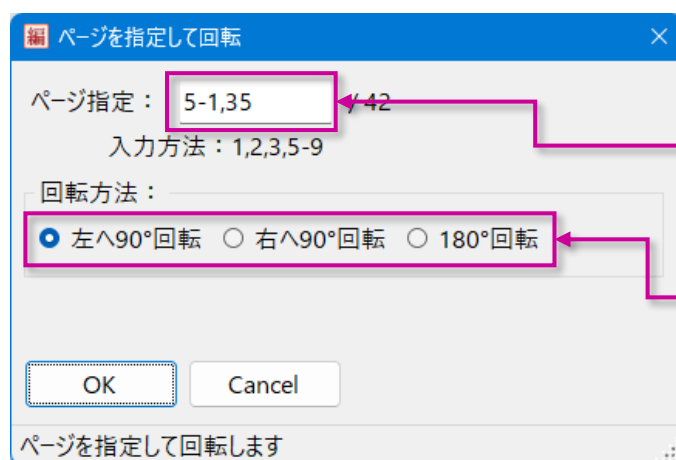 編 ページを指定して回転
ページ指定： 5-1,35 / 42
入力方法：1,2,3,5-9
回転方法：
左へ90°回転 右へ90°回転 180°回転
OK Cancel
ページを指定して回転します